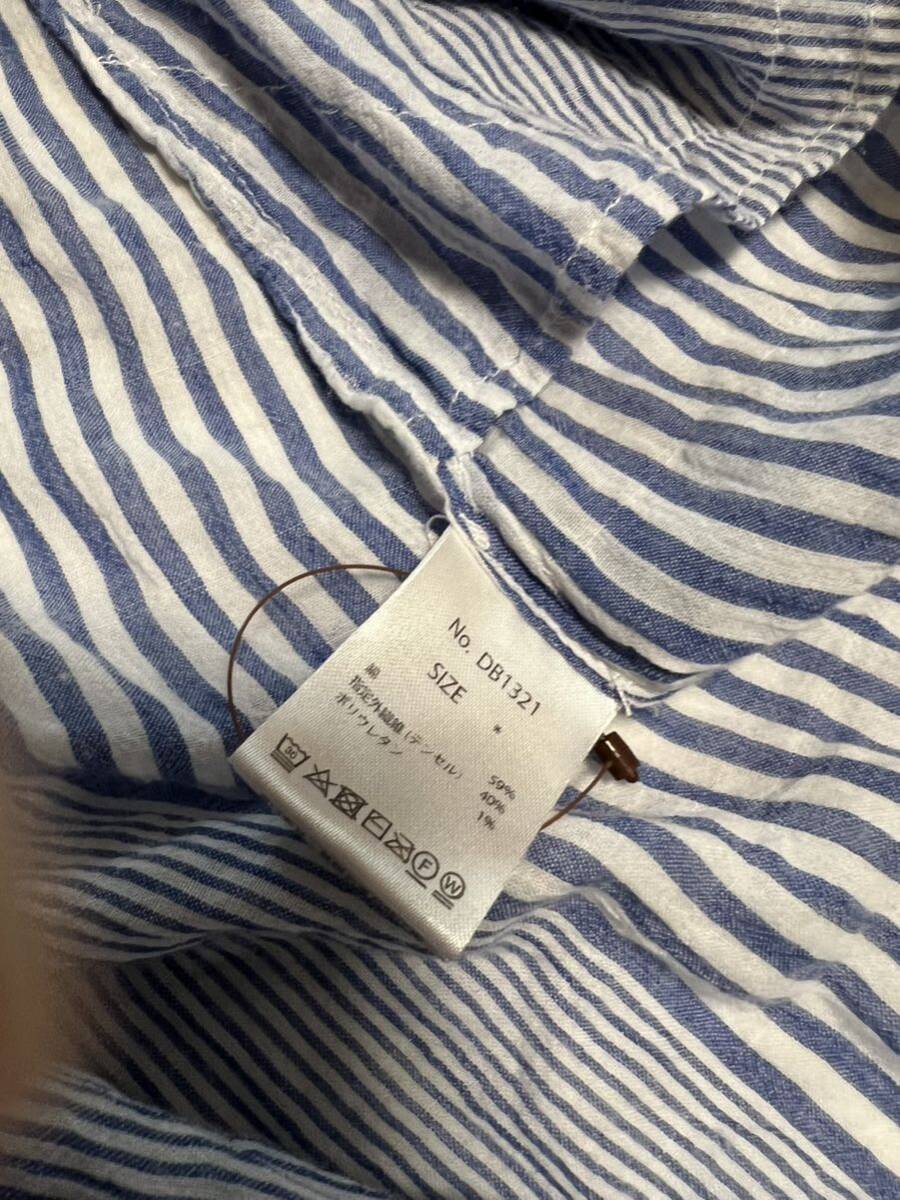 No. DB1321
SIZE *
綿 59%
指定外繊維(テンセル) 40%
ポリウレタン 1%
30
F
W